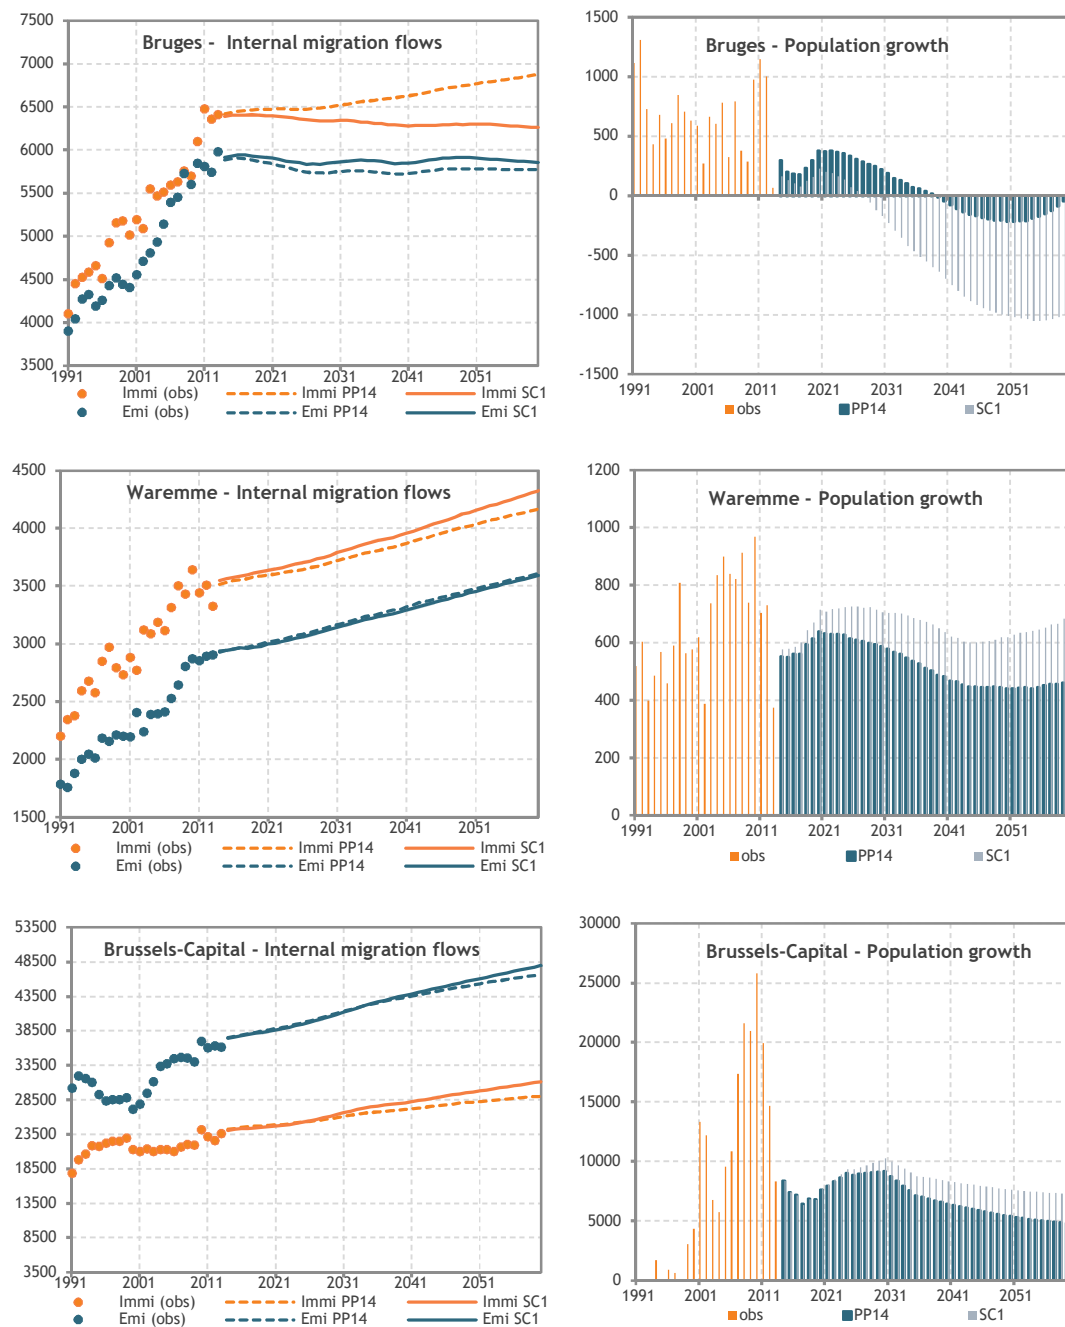 Bruges - Internal migration flows
7500
7000
6500
6000
5500
5000
4500
4000
3500
1991 2001 2011 2021 2031 2041 2051
Immi (obs) Immi PP14 Immi SC1
Emi (obs) Emi PP14 Emi SC1
Bruges - Population growth
1500
1000
500
0
-500
-1000
-1500
1991 2001 2011 2021 2031 2041 2051
obs PP14 SC1
Waremme - Internal migration flows
4500
4000
3500
3000
2500
2000
1500
1991 2001 2011 2021 2031 2041 2051
Immi (obs) Immi PP14 Immi SC1
Emi (obs) Emi PP14 Emi SC1
Waremme - Population growth
1200
1000
800
600
400
200
0
1991 2001 2011 2021 2031 2041 2051
obs PP14 SC1
Brussels-Capital - Internal migration flows
53500
48500
43500
38500
33500
28500
23500
18500
13500
8500
3500
1991 2001 2011 2021 2031 2041 2051
Immi (obs) Immi PP14 Immi SC1
Emi (obs) Emi PP14 Emi SC1
Brussels-Capital - Population growth
30000
25000
20000
15000
10000
5000
0
1991 2001 2011 2021 2031 2041 2051
obs PP14 SC1